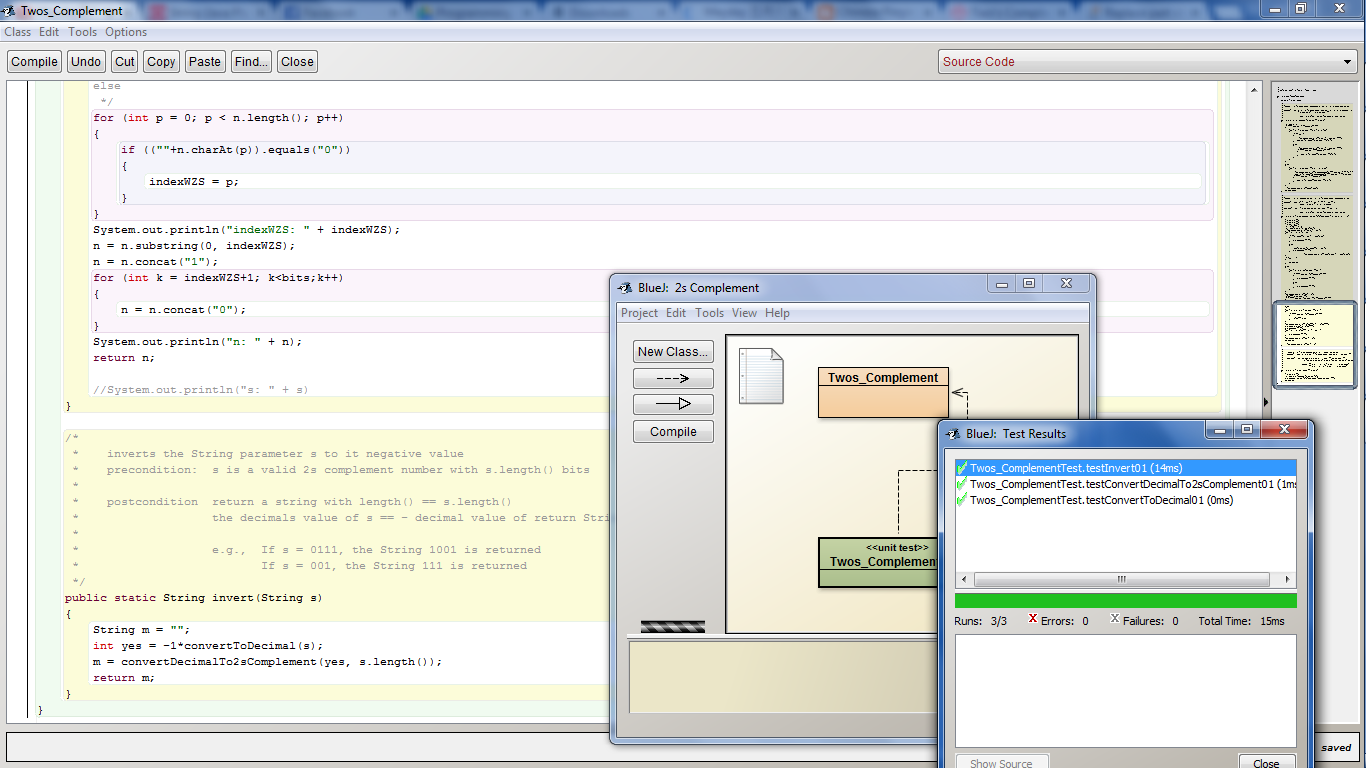 Twos_Complement
Class Edit Tools Options
Compile Undo Cut Copy Paste Find... Close
Source Code
else
*/
for (int p = 0; p < n.length(); p++)
{
if ((""+n.charAt(p)).equals("0"))
{
indexWZS = p;
}
}
System.out.println("indexWZS: " + indexWZS);
n = n.substring(0, indexWZS);
n = n.concat("1");
for (int k = indexWZS+1; k<bits;k++)
{
n = n.concat("0");
}
System.out.println("n: " + n);
return n;
//System.out.println("s: " + s)
}
/*
* inverts the String parameter s to it negative value
* precondition: s is a valid 2s complement number with s.length() bits
*
* postcondition return a string with length() == s.length()
* the decimals value of s == - decimal value of return Stri
*
* e.g., If s = 0111, the String 1001 is returned
* If s = 001, the String 111 is returned
*/
public static String invert(String s)
{
String m = "";
int yes = -1*convertToDecimal(s);
m = convertDecimalTo2sComplement(yes, s.length());
return m;
}
}
saved
BlueJ: 2s Complement
Project Edit Tools View Help
New Class...
Compile
Twos_Complement
<<unit test>>
Twos_Complemen
BlueJ: Test Results
Twos_ComplementTest.testInvert01 (14ms)
Twos_ComplementTest.testConvertDecimalTo2sComplement01 (1ms
Twos_ComplementTest.testConvertToDecimal01 (0ms)
Runs: 3/3 X Errors: 0 X Failures: 0 Total Time: 15ms
Show Source Close